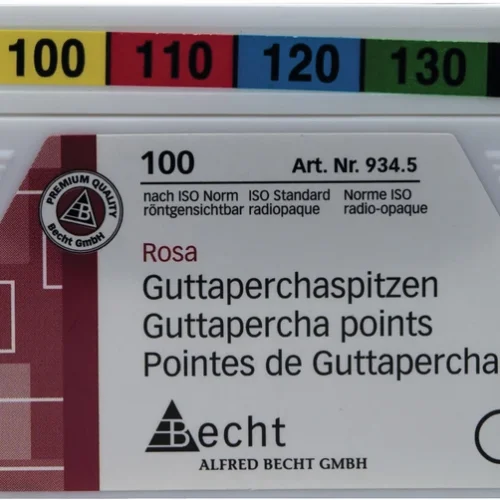 100 110 120 130
100 Art. Nr. 934.5
nach ISO Norm ISO Standard Norme ISO
röntgensichtbar radiopaque radio-opaque
PREMIUM QUALITY
Becht GmbH
Rosa
Guttaperchaspitzen
Guttapercha points
Pointes de Guttapercha
Becht
ALFRED BECHT GMBH